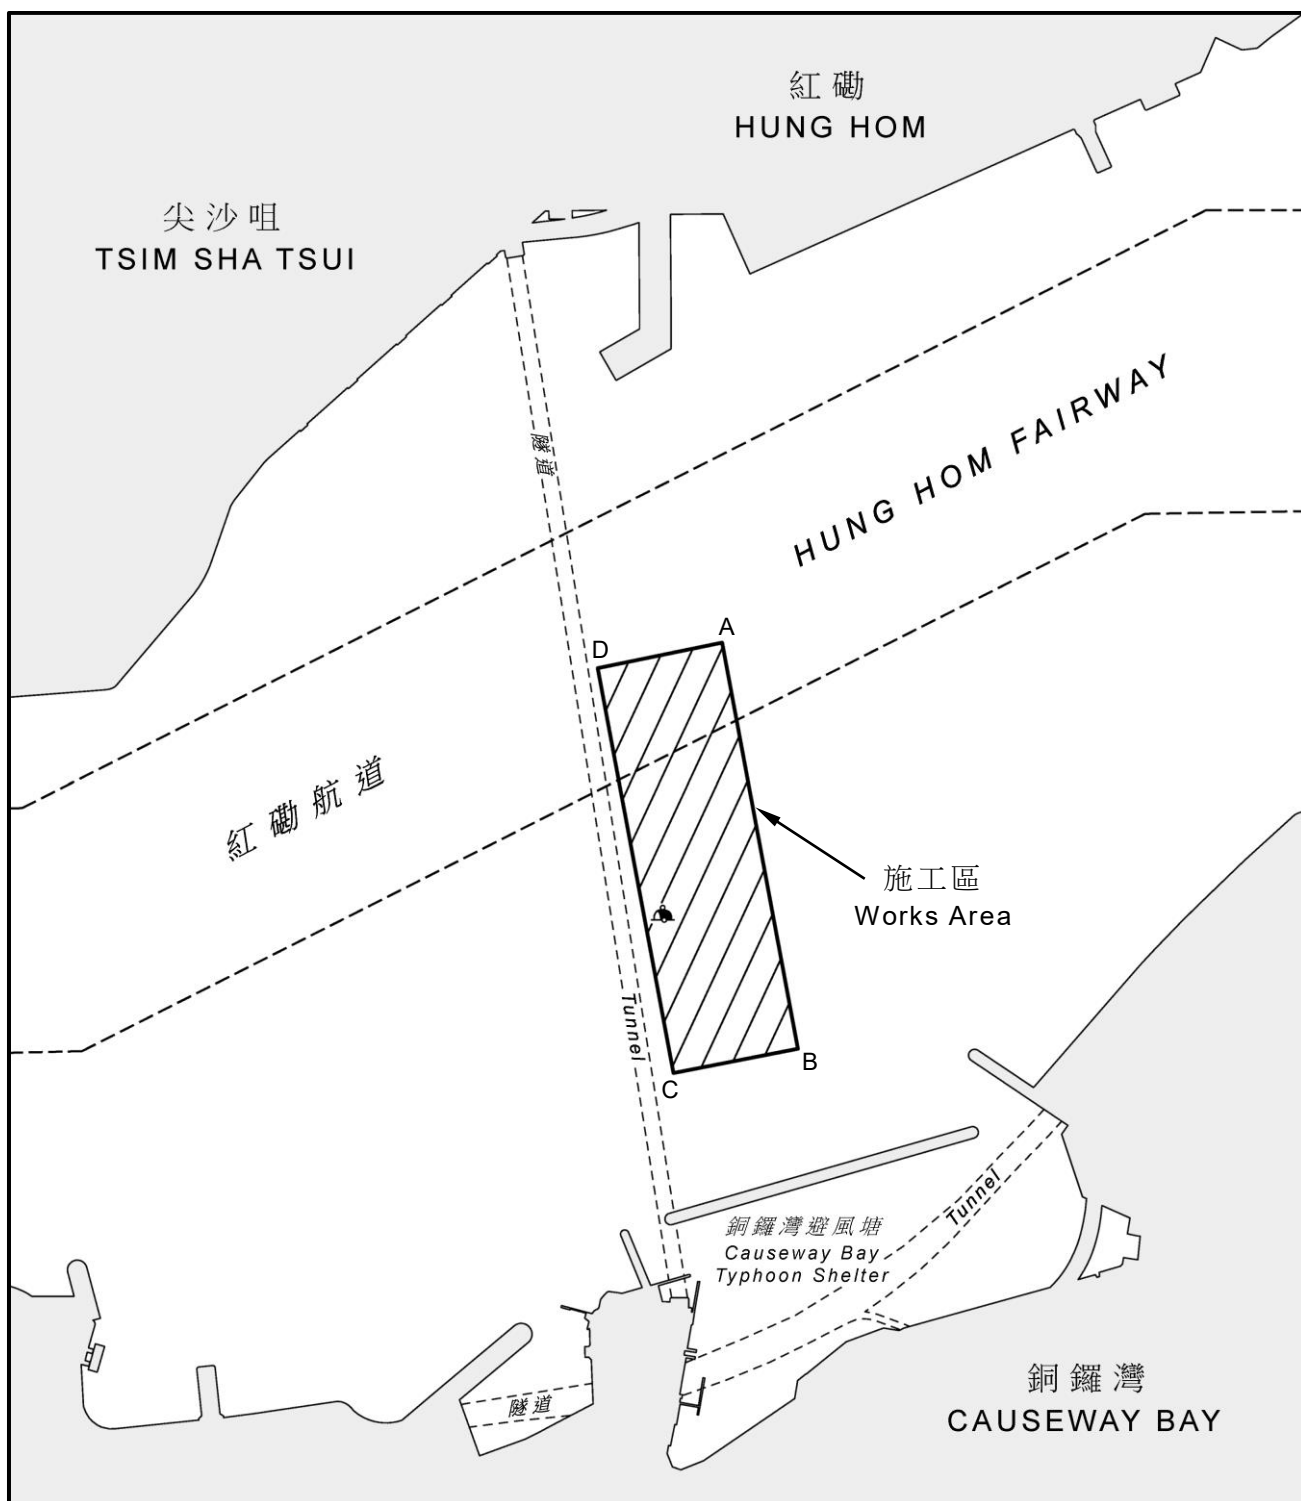 紅磡
HUNG HOM
尖沙咀
TSIM SHA TSUI
隧道
HUNG HOM FAIRWAY
A
D
紅磡航道
施工區
Works Area
Tunnel
B
C
Tunnel
銅鑼灣避風塘
Causeway Bay
Typhoon Shelter
隧道
銅鑼灣
CAUSEWAY BAY